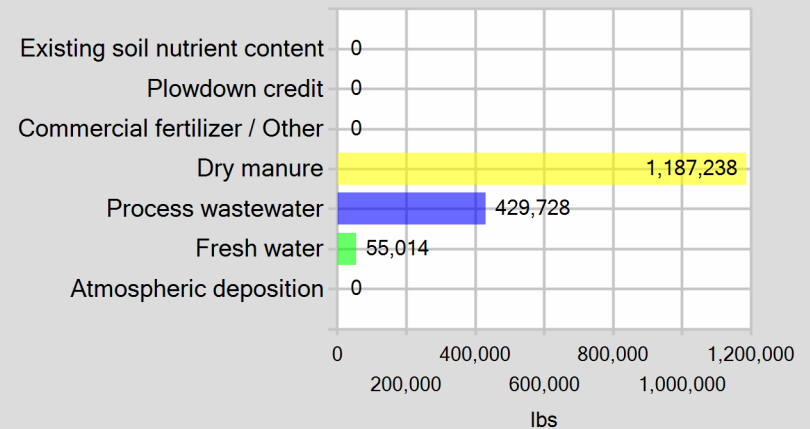 Existing soil nutrient content 0
Plowdown credit 0
Commercial fertilizer / Other 0
Dry manure 1,187,238
Process wastewater 429,728
Fresh water 55,014
Atmospheric deposition 0
0 400,000 800,000 1,200,000
200,000 600,000 1,000,000
lbs